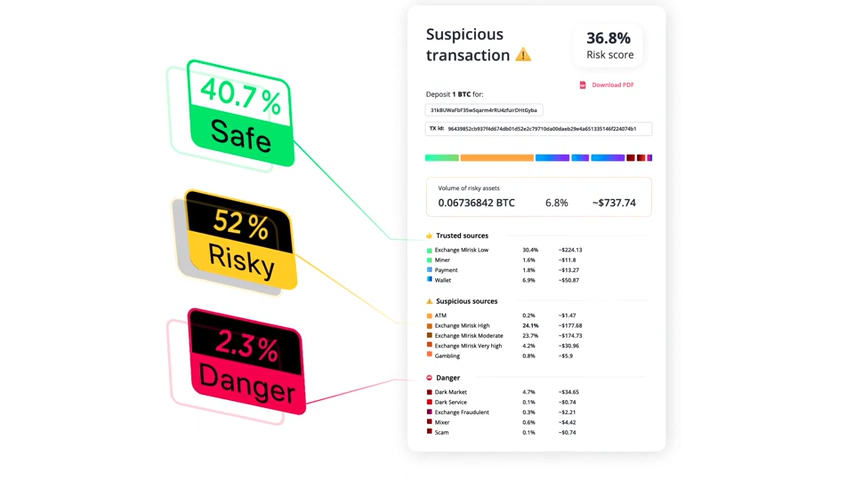 40.7%
Safe
52%
Risky
2.3%
Danger
Suspicious
transaction
36.8%
Risk score
Download PDF
Deposit 1 BTC for:
TX id:
Volume of risky assets
0.06736842 BTC 6.8% ~$737.74
Trusted sources
Exchange Mlrisk Low 30.4% ~$224.13
Miner 1.6% ~$11.8
Payment 1.8% ~$13.27
Wallet 6.9% ~$50.87
Suspicious sources
ATM 0.2% ~$1.47
Exchange Mlrisk High 24.1% ~$177.68
Exchange Mlrisk Moderate 23.7% ~$174.73
Exchange Mlrisk Very high 4.2% ~$30.96
Gambling 0.8% ~$5.9
Danger
Dark Market 4.7% ~$34.65
Dark Service 0.1% ~$0.74
Exchange Fraudulent 0.3% ~$2.21
Mixer 0.6% ~$4.42
Scam 0.1% ~$0.74